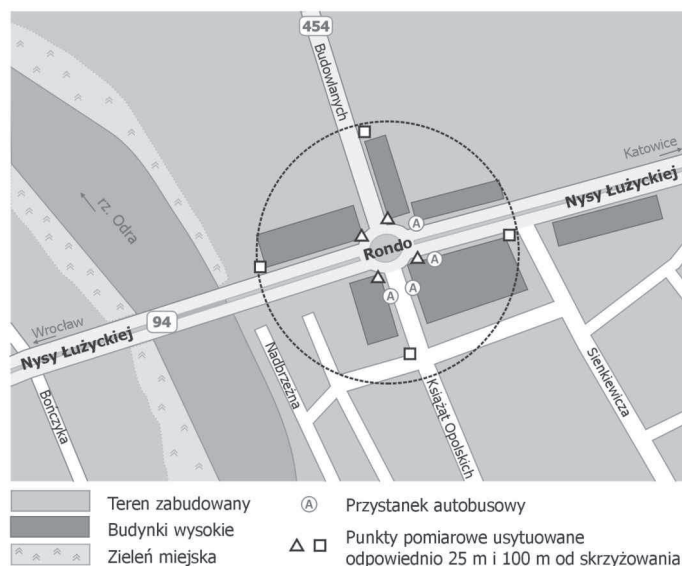 454
Budowlanych
Katowice
Nysy Łużyckiej
rz. Odra
A
Rondo
A
A
A
Wrocław
94
Nysy Łużyckiej
Bończyka
Nadbrzeżna
Książąt Opolskich
Sienkiewicza
Teren zabudowany
Budynki wysokie
Zieleń miejska
A Przystanek autobusowy
Punkty pomiarowe usytuowane
odpowiednio 25 m i 100 m od skrzyżowania